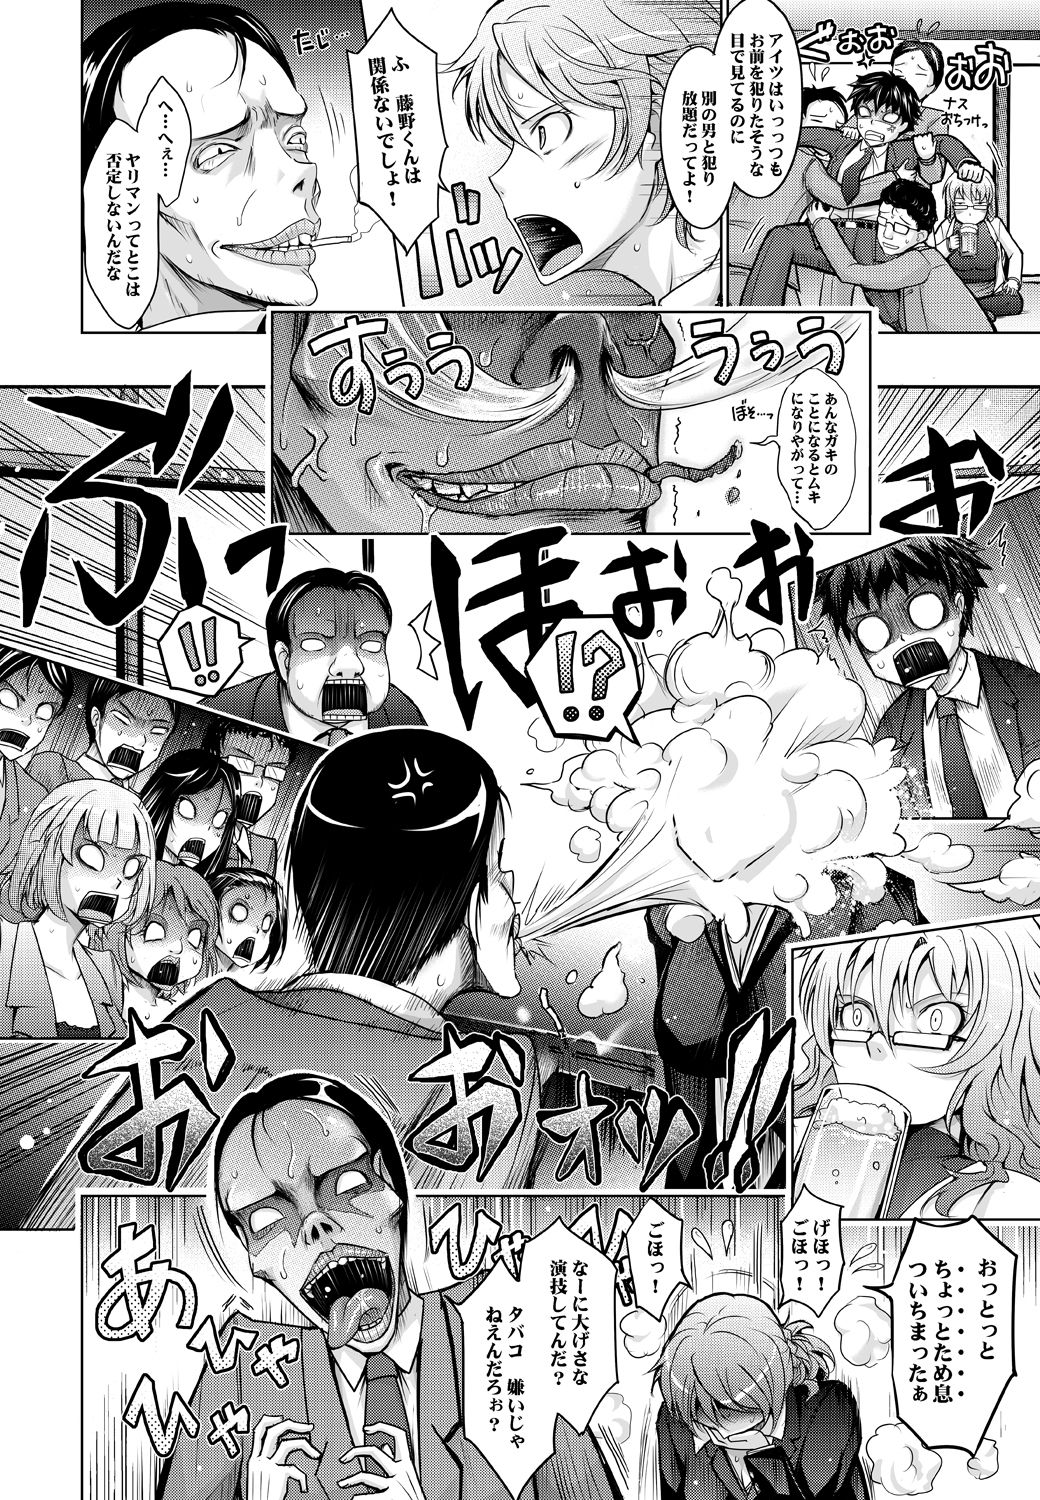 アイツはいっつも
お前を犯りたそうな
目で見てるのに
別の男と犯り
放題だってよ！
ぐぉおお
おお
ナス
おちつけっ
ふ　藤野くんは
関係ないでしょ！
バッ
たじ…
へ…へぇ…
ヤリマンってとこは
否定しないんだな
すぅうう
うぅう
あんなガキの
ことになるとムキ
になりやがって…
ぼそ…っ
ぶっ
ほぉおおお
!!
!?
おおオッッ!!
おっとっと
ちょっとため息
ついちまったぁ
げほっ！
ごほっ！
ごほっ！
なーに大げさな
演技してんだ？
タバコ　嫌いじゃ
ねえんだろぉ？
あ
ひゃ
ひゃ
ひゃ